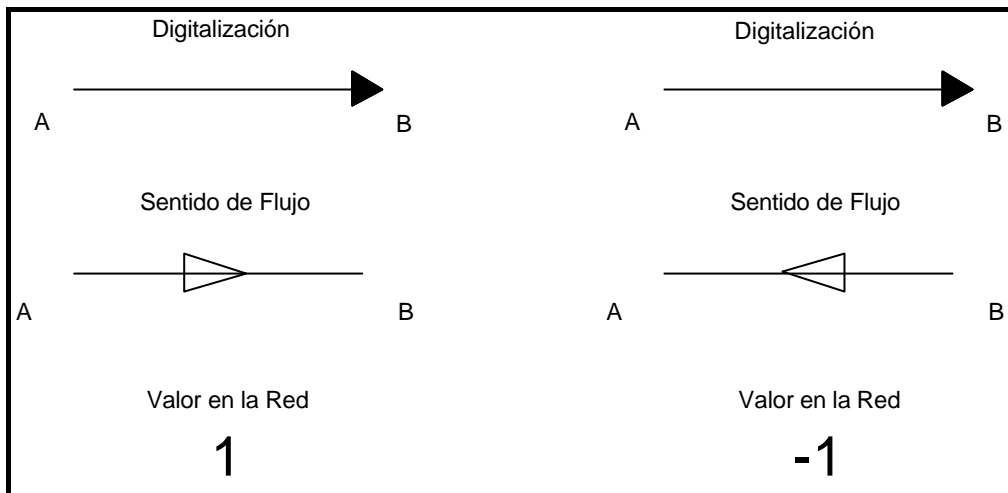 Digitalización
A
B
Sentido de Flujo
A
B
Valor en la Red
1
Digitalización
A
B
Sentido de Flujo
A
B
Valor en la Red
-1